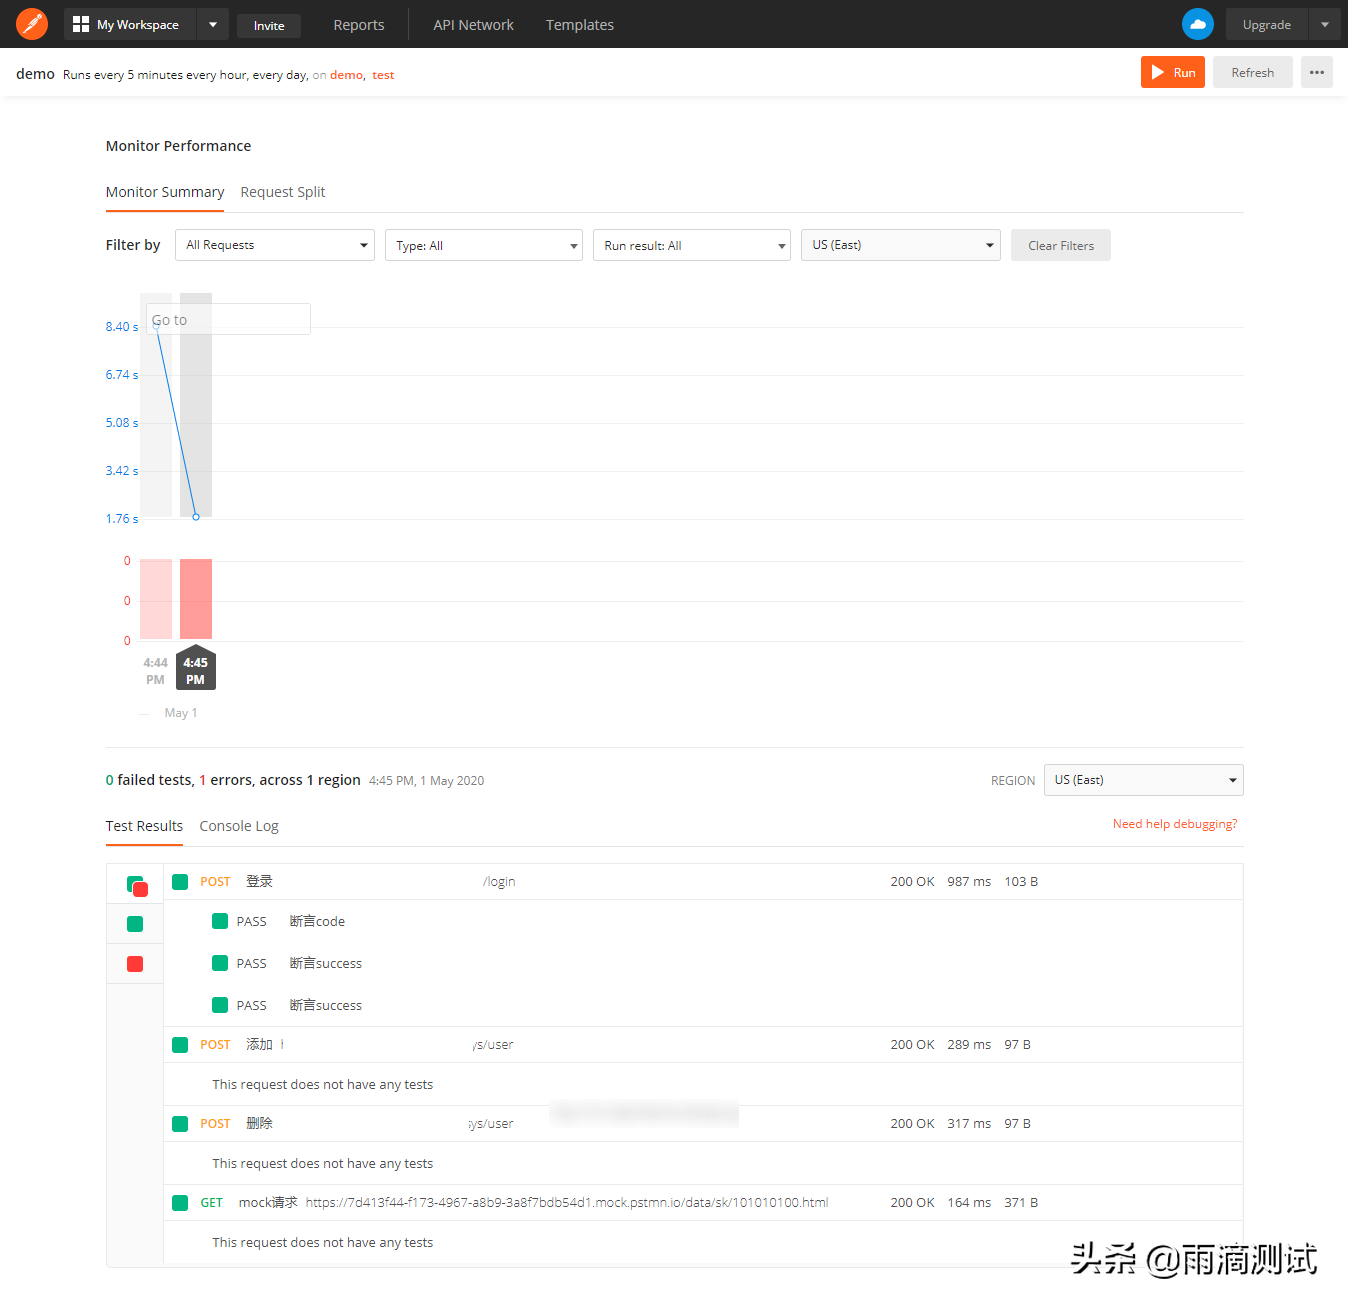 My Workspace Invite Reports API Network Templates Upgrade
demo Runs every 5 minutes every hour, every day, on demo, test Run Refresh
Monitor Performance
Monitor Summary Request Split
Filter by All Requests Type: All Run result: All US (East) Clear Filters
Go to
8.40 s
6.74 s
5.08 s
3.42 s
1.76 s
0
0
0
4:44 PM 4:45 PM
May 1
0 failed tests, 1 errors, across 1 region 4:45 PM, 1 May 2020 REGION US (East)
Test Results Console Log Need help debugging?
POST 登录 /login 200 OK 987 ms 103 B
PASS 断言code
PASS 断言success
PASS 断言success
POST 添加 ys/user 200 OK 289 ms 97 B
This request does not have any tests
POST 删除 sys/user 200 OK 317 ms 97 B
This request does not have any tests
GET mock请求 https://7d413f44-f173-4967-a8b9-3a8f7bdb54d1.mock.pstmn.io/data/sk/101010100.html 200 OK 164 ms 371 B
This request does not have any tests
头条 @雨滴测试